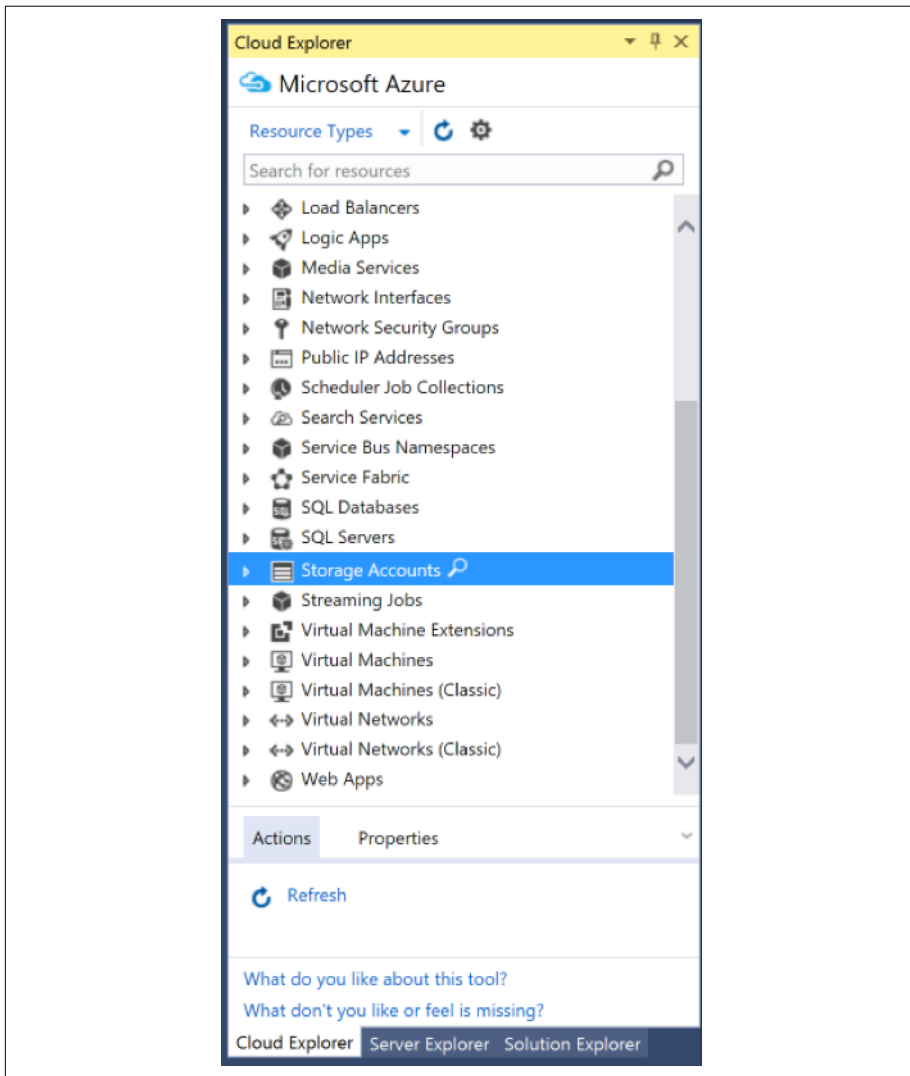 Cloud Explorer
Microsoft Azure
Resource Types
Search for resources
Load Balancers
Logic Apps
Media Services
Network Interfaces
Network Security Groups
Public IP Addresses
Scheduler Job Collections
Search Services
Service Bus Namespaces
Service Fabric
SQL Databases
SQL Servers
Storage Accounts
Streaming Jobs
Virtual Machine Extensions
Virtual Machines
Virtual Machines (Classic)
Virtual Networks
Virtual Networks (Classic)
Web Apps
Actions Properties
Refresh
What do you like about this tool?
What don't you like or feel is missing?
Cloud Explorer Server Explorer Solution Explorer